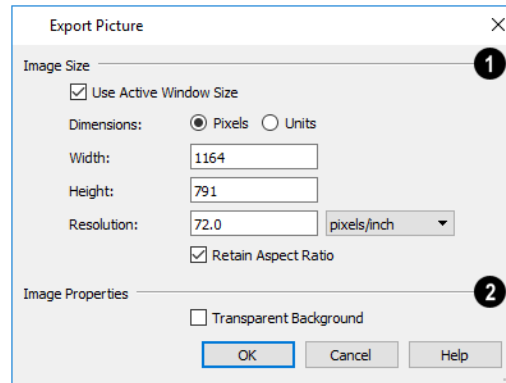 Export Picture
Image Size 1
Use Active Window Size
Dimensions: Pixels Units
Width: 1164
Height: 791
Resolution: 72.0 pixels/inch
Retain Aspect Ratio
Image Properties 2
Transparent Background
OK Cancel Help